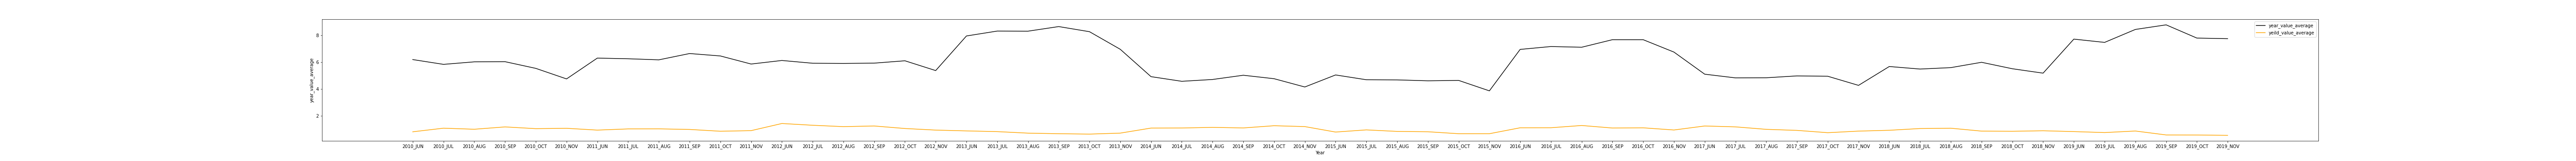 year_value_average
yeild_value_average
8
6
4
2
year_value_average
2010_JUN 2010_JUL 2010_AUG 2010_SEP 2010_OCT 2010_NOV 2011_JUN 2011_JUL 2011_AUG 2011_SEP 2011_OCT 2011_NOV 2012_JUN 2012_JUL 2012_AUG 2012_SEP 2012_OCT 2012_NOV 2013_JUN 2013_JUL 2013_AUG 2013_SEP 2013_OCT 2013_NOV 2014_JUN 2014_JUL 2014_AUG 2014_SEP 2014_OCT 2014_NOV 2015_JUN 2015_JUL 2015_AUG 2015_SEP 2015_OCT 2015_NOV 2016_JUN 2016_JUL 2016_AUG 2016_SEP 2016_OCT 2016_NOV 2017_JUN 2017_JUL 2017_AUG 2017_SEP 2017_OCT 2017_NOV 2018_JUN 2018_JUL 2018_AUG 2018_SEP 2018_OCT 2018_NOV 2019_JUN 2019_JUL 2019_AUG 2019_SEP 2019_OCT 2019_NOV
Year